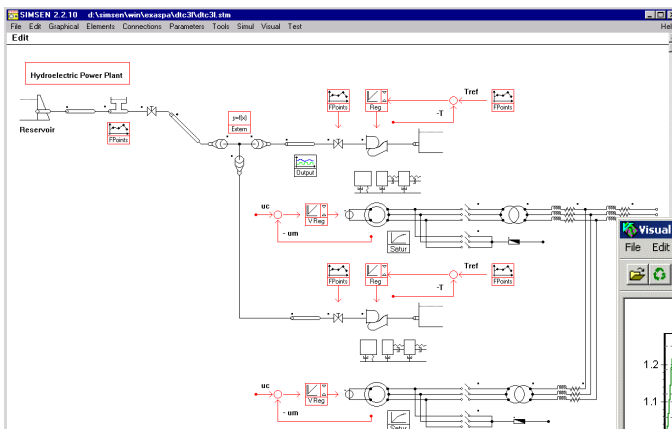 SIMSEN 2.2.10 d:\simsen\win\exaspa\dtc3l\dtc3l.stm
File Edit Graphical Elements Connections Parameters Tools Simul Visual Test Hel
Edit
Hydroelectric Power Plant
Reservoir
FPoints
y=f(x)
Extern
Output
FPoints
Reg
Tref
-T
FPoints
uc
- um
V Reg
Satur
Visual
File Edit
FPoints
Reg
Tref
-T
FPoints
1.2
1.1
uc
- um
V Reg
Satur